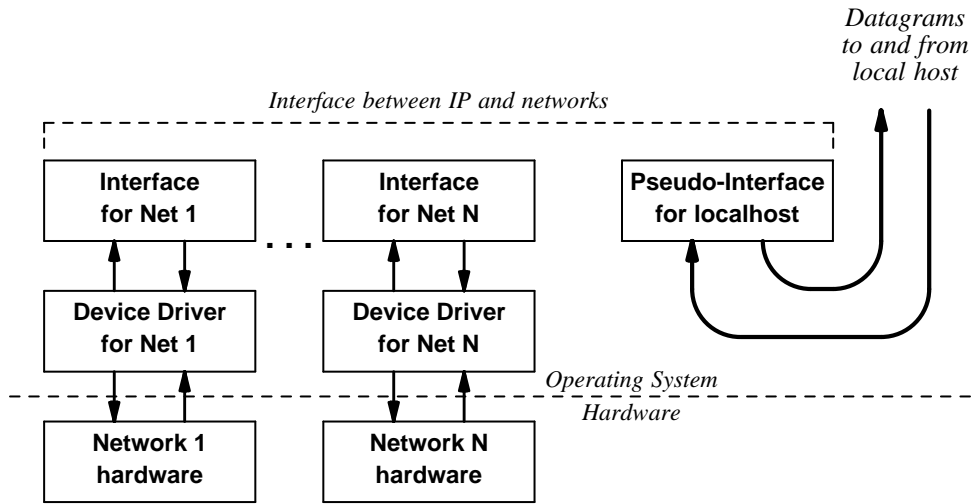 Datagrams
to and from
local host
Interface between IP and networks
Interface
for Net 1
. . .
Interface
for Net N
Pseudo-Interface
for localhost
Device Driver
for Net 1
Device Driver
for Net N
Operating System
Hardware
Network 1
hardware
Network N
hardware